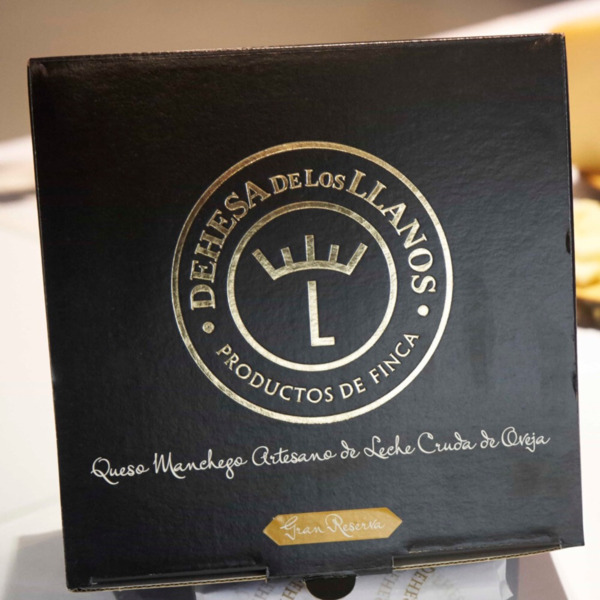 DEHESA DE LOS LLANOS
L
PRODUCTOS DE FINCA
Queso Manchego Artesano de Leche Cruda de Oveja
Gran Reserva